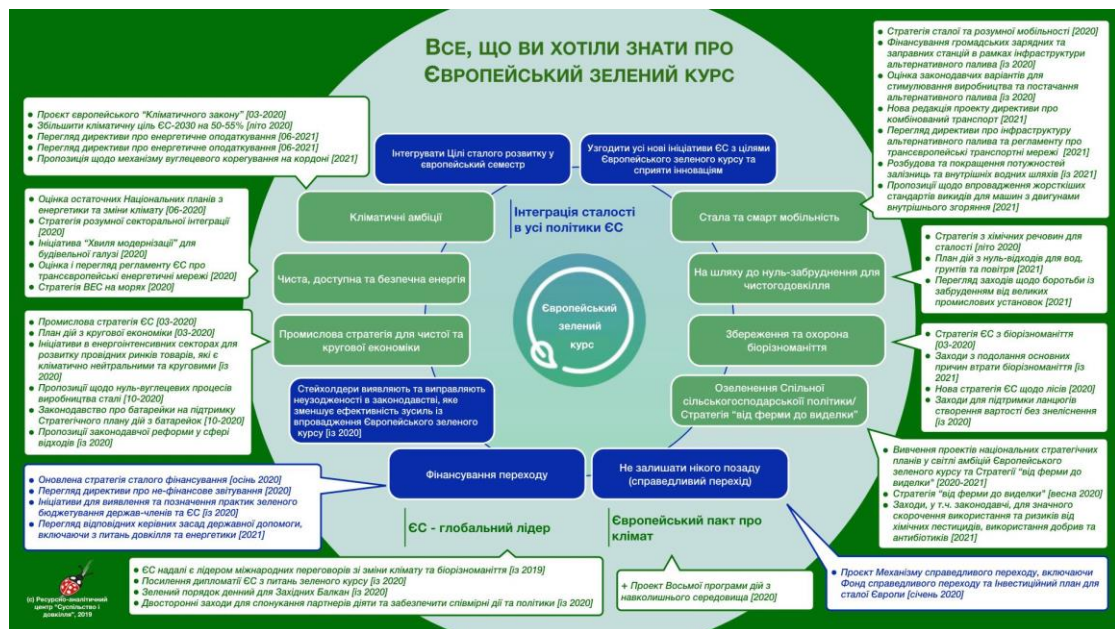 ВСЕ, ЩО ВИ ХОТІЛИ ЗНАТИ ПРО
ЄВРОПЕЙСЬКИЙ ЗЕЛЕНИЙ КУРС
• Проєкт європейського “Кліматичного закону” [03-2020]
• Збільшити кліматичну ціль ЄС-2030 на 50-55% [літо 2020]
• Перегляд директиви про енергетичне оподаткування [06-2021]
• Перегляд директиви про енергетичне оподаткування [06-2021]
• Пропозиція щодо механізму вуглецевого корегування на кордоні [2021]
• Оцінка остаточних Національних планів з
енергетики та зміни клімату [06-2020]
• Стратегія розумної секторальної інтеграції
[2020]
• Ініціатива “Хвиля модернізації” для
будівельної галузі [2020]
• Оцінка і перегляд регламенту ЄС про
трансєвропейські енергетичні мережі [2020]
• Стратегія ВЕС на морях [2020]
• Промислова стратегія ЄС [03-2020]
• План дій з кругової економіки [03-2020]
• Ініціативи в енергоінтенсивних секторах для
розвитку провідних ринків товарів, які є
кліматично нейтральними та круговими [із
2020]
• Пропозиції щодо нуль-вуглецевих процесів
виробництва сталі [10-2020]
• Законодавство про батарейки на підтримку
Стратегічного плану дій з батарейок [10-2020]
• Пропозиції законодавчої реформи у сфері
відходів [із 2020]
• Оновлена стратегія сталого фінансування [осінь 2020]
• Перегляд директиви про не-фінансове звітування [2020]
• Ініціативи для виявлення та позначення практик зеленого
бюджетування держав-членів та ЄС [із 2020]
• Перегляд відповідних керівних засад державної допомоги,
включаючи з питань довкілля та енергетики [2021]
Інтегрувати Цілі сталого розвитку у
європейський семестр
Узгодити усі нові ініціативи ЄС з цілями
Європейського зеленого курсу та
сприяти інноваціям
Кліматичні амбіції
Інтеграція сталості
в усі політики ЄС
Стала та смарт мобільність
Чиста, доступна та безпечна енергія
На шляху до нуль-забруднення для
чистогодовкілля
Європейський
зелений
курс
Промислова стратегія для чистої та
кругової економіки
Збереження та охорона
біорізноманіття
Стейхолдери виявляють та виправляють
неузодженості в законодавстві, яке
зменшує ефективність зусиль із
впровадження Європейського зеленого
курсу [із 2020]
Озеленення Спільної
сільськогосподарської політики/
Стратегія “від ферми до виделки”
Фінансування переходу
Не залишати нікого позаду
(справедливий перехід)
ЄС - глобальний лідер
Європейський пакт про
клімат
• Стратегія сталої та розумної мобільності [2020]
• Фінансування громадських зарядних та
заправних станцій в рамках інфраструктури
альтернативного палива [із 2020]
• Оцінка законодавчих варіантів для
стимулювання виробництва та постачання
альтернативного палива [із 2020]
• Нова редакція проекту директиви про
комбінований транспорт [2021]
• Перегляд директиви про інфраструктуру
альтернативного палива та регламенту про
трансєвропейські транспортні мережі [2021]
• Розбудова та покращення потужностей
залізниць та внутрішніх водних шляхів [із 2021]
• Пропозиції щодо впровадження жорсткіших
стандартів викидів для машин з двигунами
внутрішнього згоряння [2021]
• Стратегія з хімічних речовин для
сталості [літо 2020]
• План дій з нуль-відходів для вод,
грунтів та повітря [2021]
• Перегляд заходів щодо боротьби із
забруденням від великих
промислових установок [2021]
• Стратегія ЄС з біорізноманіття
[03-2020]
• Заходи з подолання основних
причин втрати біорізноманіття [із
2021]
• Нова стратегія ЄС щодо лісів [2020]
• Заходи для підтримки ланцюгів
створення вартості без знеліснення
[із 2020]
• Вивчення проектів національних стратегічних
планів у світлі амбіцій Європейського
зеленого курсу та Стратегії “від ферми до
виделки” [2020-2021]
• Стратегія “від ферми до виделки” [весна 2020]
• Заходи, у т.ч. законодавчі, для значного
скорочення використання та ризиків від
хімічних пестицидів, використання добрив та
антибіотиків [2021]
• Проєкт Механізму справедливого переходу, включаючи
Фонд справедливого переходу та Інвестиційний план для
сталої Європи [січень 2020]
• ЄС надалі є лідером міжнародних переговорів зі зміни клімату та біорізноманіття [із 2019]
• Посилення дипломатії ЄС з питань зеленого курсу [із 2020]
• Зелений порядок денний для Західних Балкан [із 2020]
• Двосторонні заходи для спонукання партнерів діяти та забезпечити співмірні дії та політики [із 2020]
+ Проект Восьмої програми дій з
навколишнього середовища [2020]
(с) Ресурсно-аналітичний
центр “Суспільство і
довкілля”, 2019